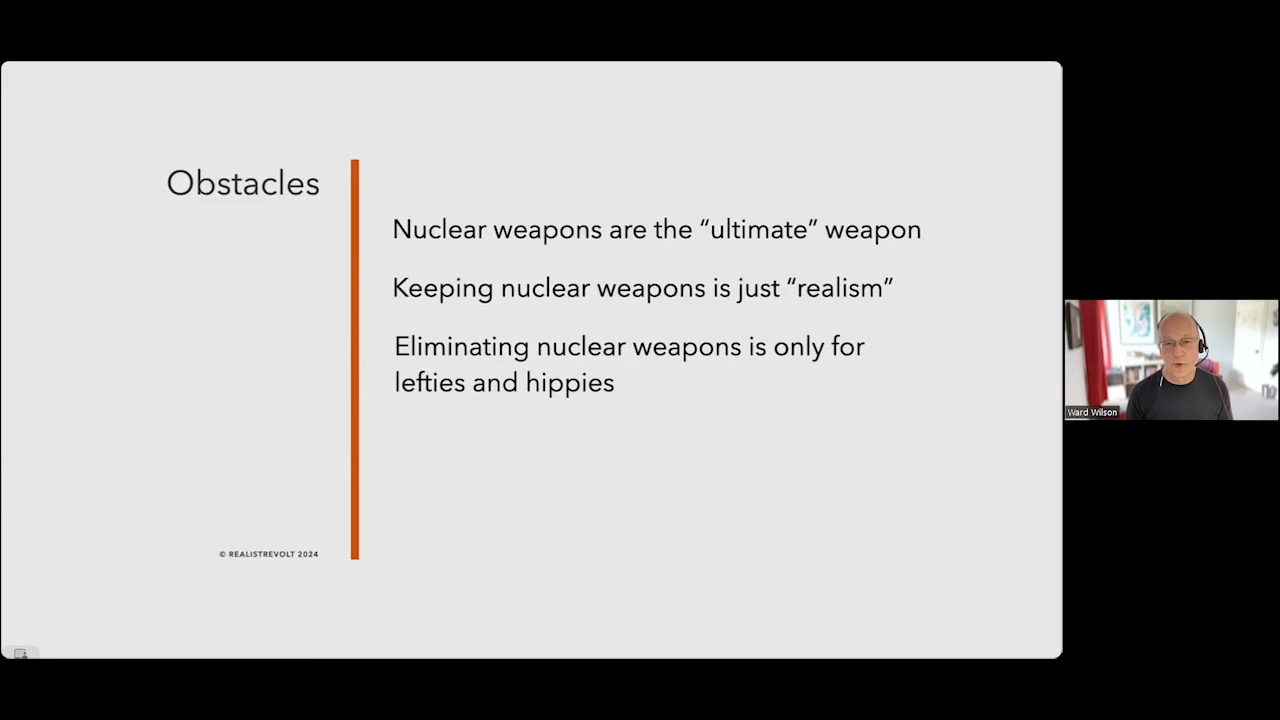 Obstacles
Nuclear weapons are the “ultimate” weapon
Keeping nuclear weapons is just “realism”
Eliminating nuclear weapons is only for
lefties and hippies
© REALISTREVOLT 2024
Ward Wilson